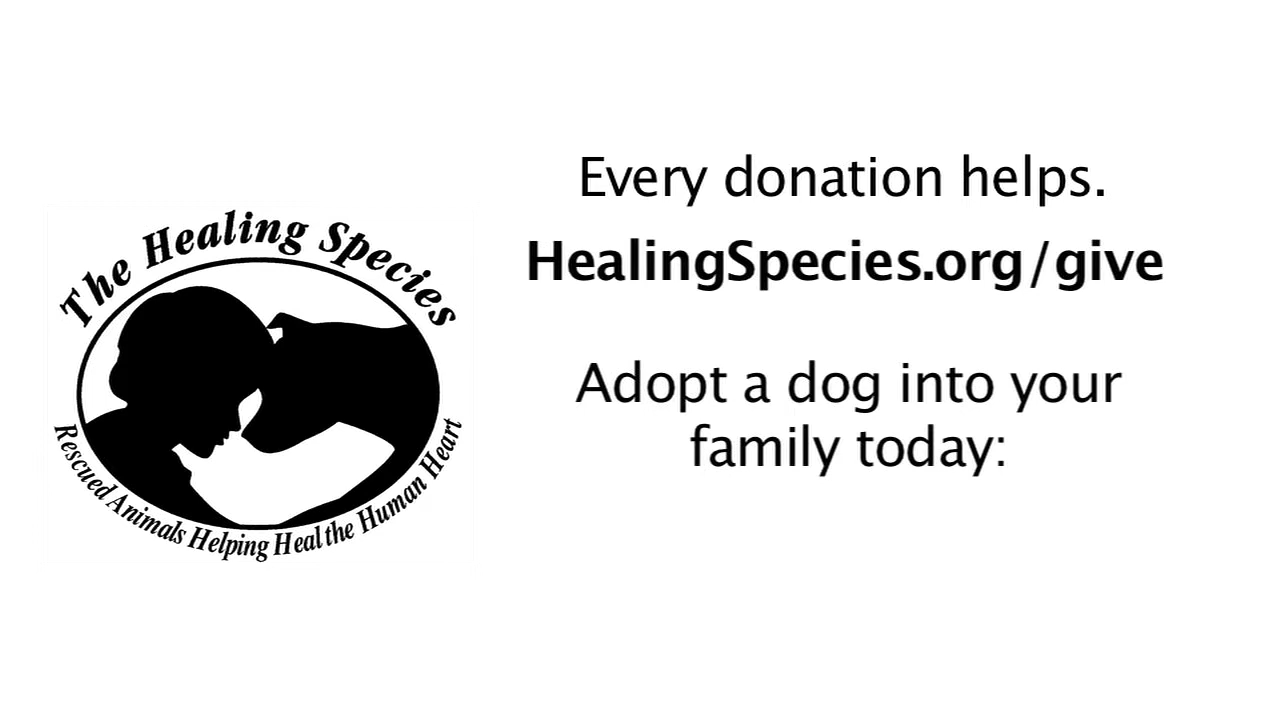 The Healing Species
Rescued Animals Helping Heal the Human Heart
Every donation helps.
HealingSpecies.org/give
Adopt a dog into your
family today: